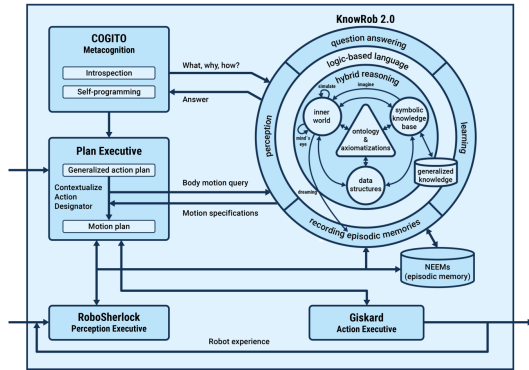 COGITO
Metacognition
Introspection
Self-programming
What, why, how?
Answer
KnowRob 2.0
question answering
logic-based language
hybrid reasoning
simulate
imagine
inner
world
symbolic
knowledge
base
mind´s
eye
ontology
& axiomatizations
data
structures
generalized
knowledge
dreaming
perception
learning
recording episodic memories
Plan Executive
Generalized action plan
Contextualize
Action
Designator
Motion plan
Body motion query
Motion specifications
NEEMs
(episodic memory)
RoboSherlock
Perception Executive
Giskard
Action Executive
Robot experience